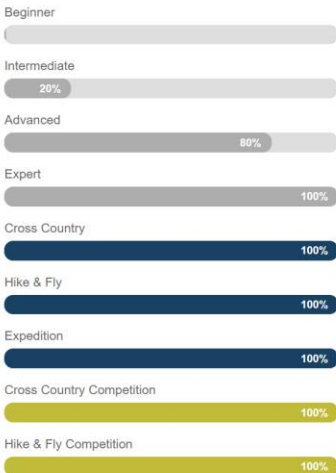 Beginner
Intermediate
20%
Advanced
80%
Expert
100%
Cross Country
100%
Hike & Fly
100%
Expedition
100%
Cross Country Competition
100%
Hike & Fly Competition
100%